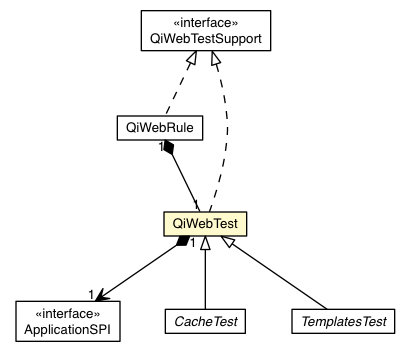 «interface»
QiWebTestSupport
QiWebRule
1
1
QiWebTest
1
1
«interface»
ApplicationSPI
CacheTest
TemplatesTest